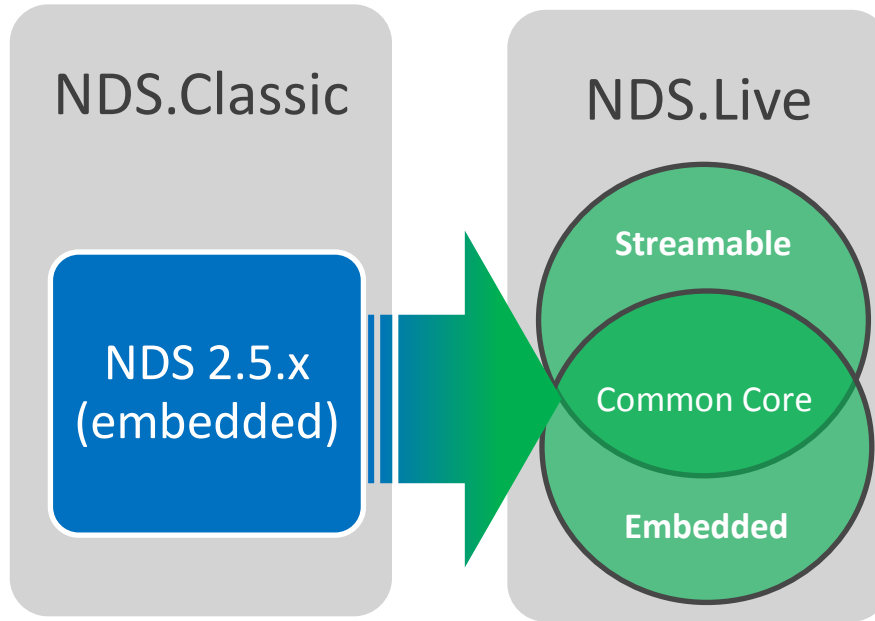 NDS.Classic
NDS 2.5.x
(embedded)
NDS.Live
Streamable
Common Core
Embedded